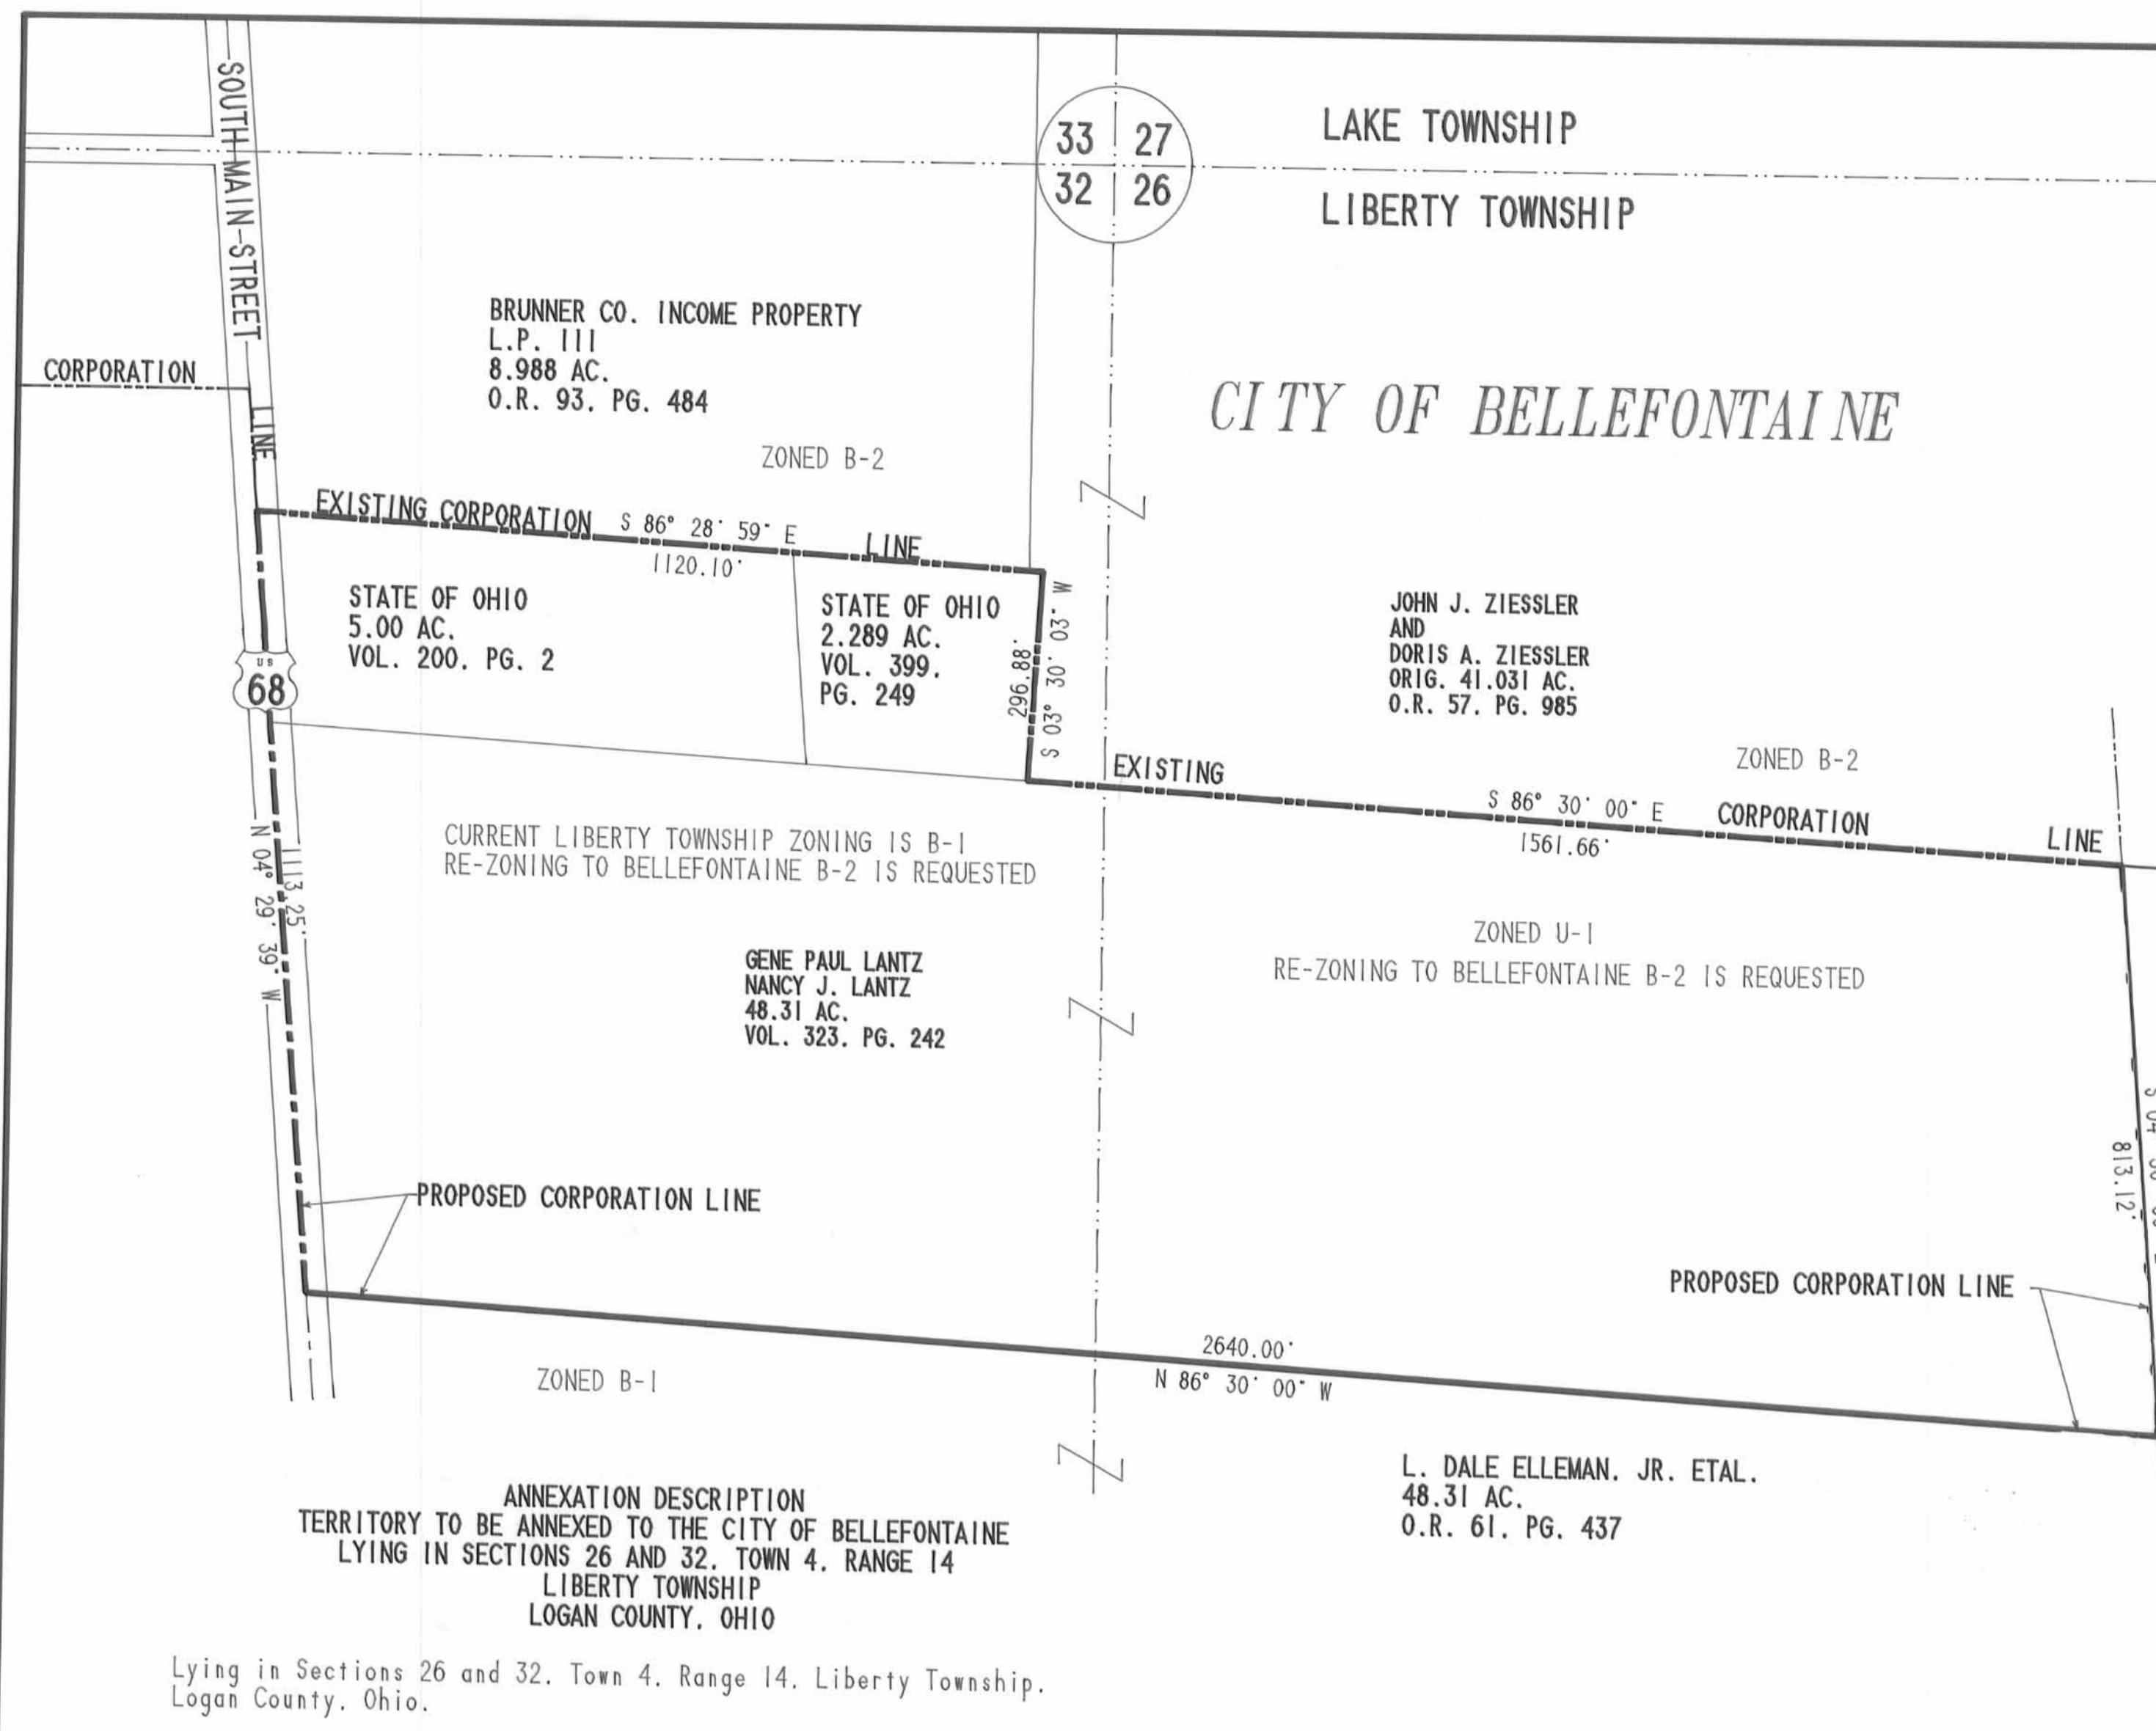 SOUTH MAIN STREET
33 27
32 26
LAKE TOWNSHIP
LIBERTY TOWNSHIP
BRUNNER CO. INCOME PROPERTY
L.P. III
8.988 AC.
O.R. 93. PG. 484
ZONED B-2
CORPORATION
LINE
CITY OF BELLEFONTAINE
EXISTING CORPORATION S 86° 28' 59" E LINE
1120.10'
STATE OF OHIO
5.00 AC.
VOL. 200. PG. 2
STATE OF OHIO
2.289 AC.
VOL. 399.
PG. 249
296.88'
S 03° 30' 03" W
JOHN J. ZIESSLER
AND
DORIS A. ZIESSLER
ORIG. 41.031 AC.
O.R. 57. PG. 985
ZONED B-2
US
68
EXISTING
S 86° 30' 00" E CORPORATION LINE
1561.66'
N 04° 29' 39" W
1113.25'
CURRENT LIBERTY TOWNSHIP ZONING IS B-1
RE-ZONING TO BELLEFONTAINE B-2 IS REQUESTED
ZONED U-1
RE-ZONING TO BELLEFONTAINE B-2 IS REQUESTED
GENE PAUL LANTZ
NANCY J. LANTZ
48.31 AC.
VOL. 323. PG. 242
813.12'
PROPOSED CORPORATION LINE
PROPOSED CORPORATION LINE
2640.00'
N 86° 30' 00" W
ZONED B-1
L. DALE ELLEMAN. JR. ETAL.
48.31 AC.
O.R. 61. PG. 437
ANNEXATION DESCRIPTION
TERRITORY TO BE ANNEXED TO THE CITY OF BELLEFONTAINE
LYING IN SECTIONS 26 AND 32. TOWN 4. RANGE 14
LIBERTY TOWNSHIP
LOGAN COUNTY. OHIO
Lying in Sections 26 and 32. Town 4. Range 14. Liberty Township.
Logan County. Ohio.